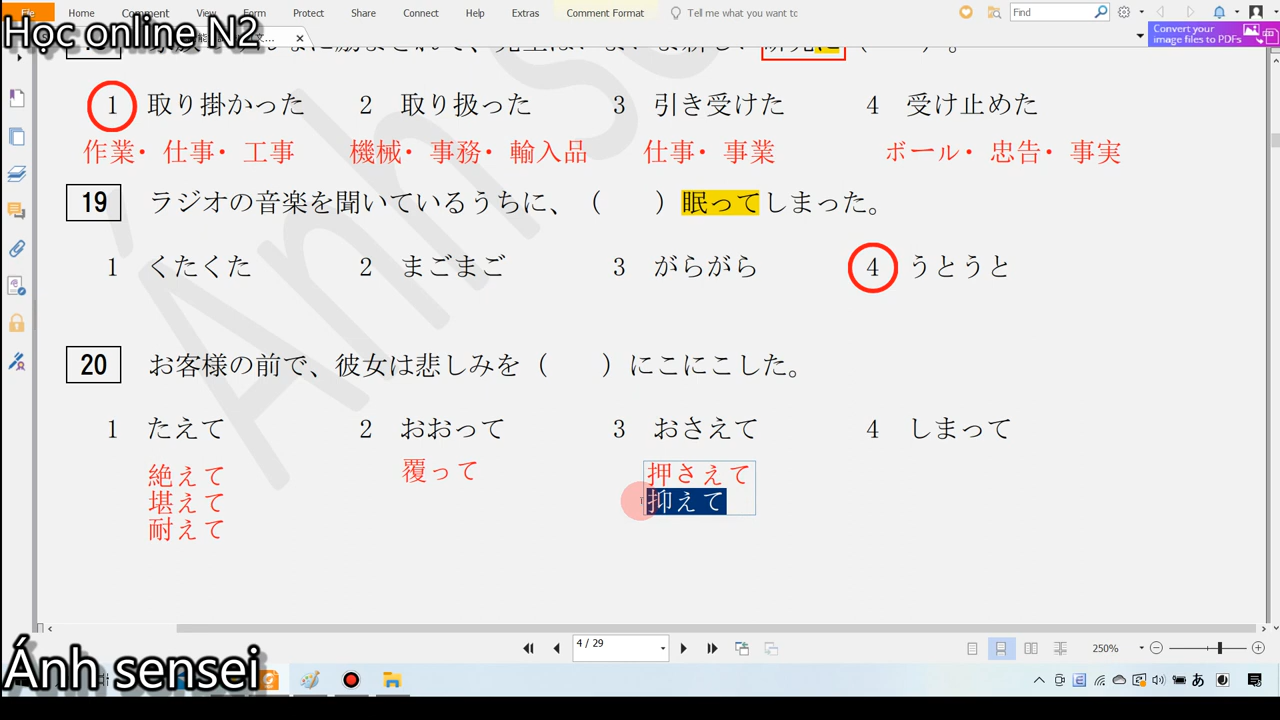 File Home Comment View Form Protect Share Connect Help Extras Comment Format Tell me what you want to Find
Học online N2
Convert your
image files to PDFs
研究に（　　）。
1 取り掛かった 2 取り扱った 3 引き受けた 4 受け止めた
作業・仕事・工事 機械・事務・輸入品 仕事・事業 ボール・忠告・事実
19 ラジオの音楽を聞いているうちに、（　　）眠ってしまった。
1 くたくた 2 まごまご 3 がらがら 4 うとうと
20 お客様の前で、彼女は悲しみを（　　）にこにこした。
1 たえて 2 おおって 3 おさえて 4 しまって
絶えて 覆って 押さえて
堪えて 抑えて
耐えて
Ánh se
4 / 29
250%
Ánh sensei
あ